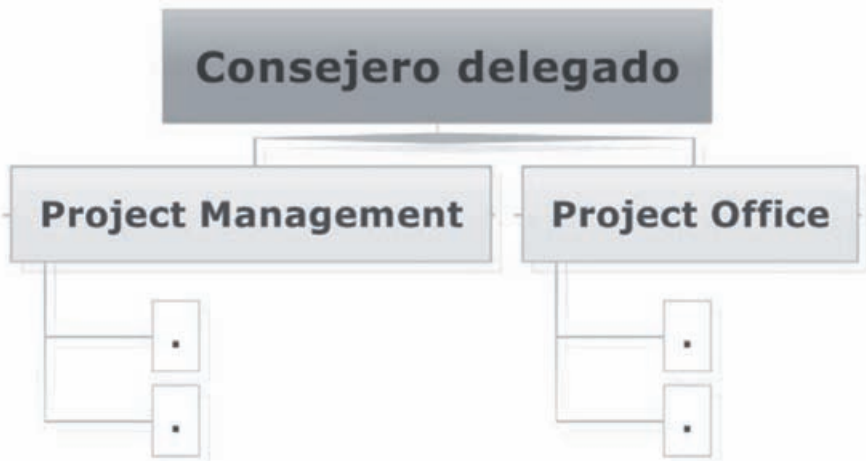 Consejero delegado
Project Management
Project Office
.
.
.
.